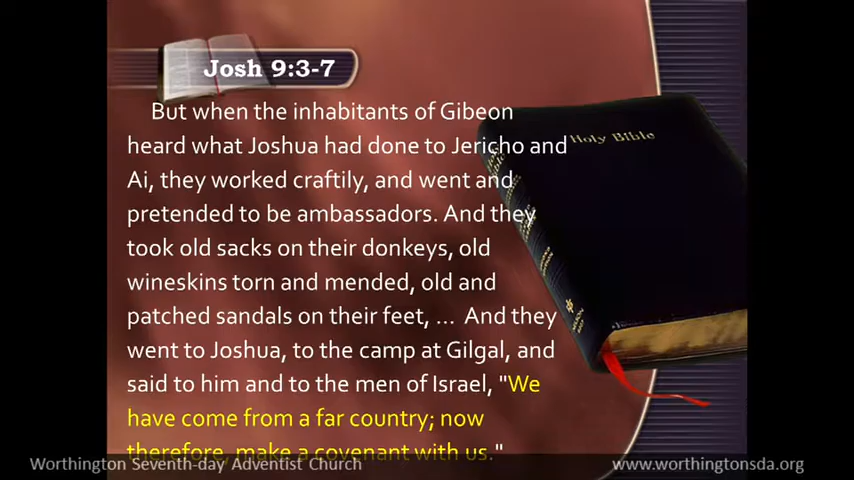 Josh 9:3-7
But when the inhabitants of Gibeon
heard what Joshua had done to Jericho and
Ai, they worked craftily, and went and
pretended to be ambassadors. And they
took old sacks on their donkeys, old
wineskins torn and mended, old and
patched sandals on their feet, ... And they
went to Joshua, to the camp at Gilgal, and
said to him and to the men of Israel, "We
have come from a far country; now
therefore, make a covenant with us."
Holy Bible
Worthington Seventh-day Adventist Church
www.worthingtonsda.org